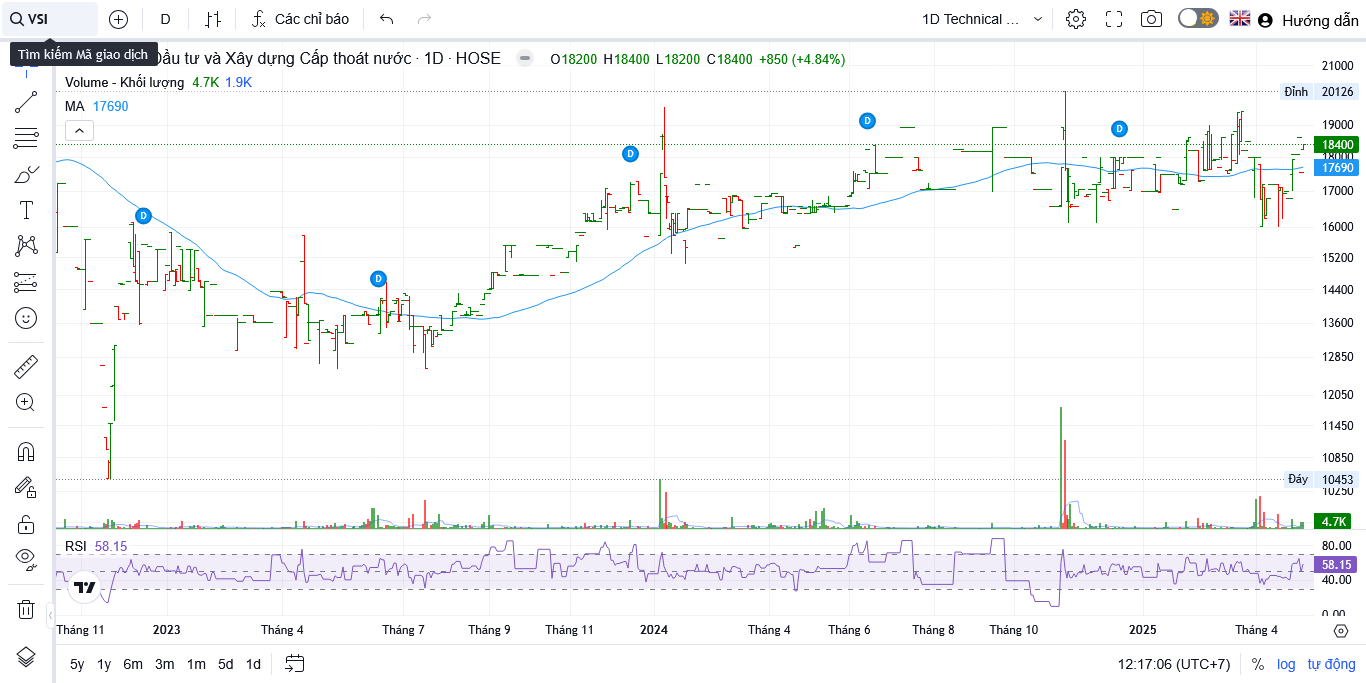 VSI
D
Các chỉ báo
1D Technical ...
Hướng dẫn
Tìm kiếm Mã giao dịch
Đầu tư và Xây dựng Cấp thoát nước · 1D · HOSE
O18200 H18400 L18200 C18400 +850 (+4.84%)
Volume - Khối lượng 4.7K 1.9K
MA 17690
D
D
D
D
D
21000
Đỉnh 20126
19000
18400
18000
17690
17000
16000
15200
14400
13600
12850
12050
11450
10850
Đáy 10453
10250
4.7K
RSI 58.15
80.00
58.15
40.00
0.00
Tháng 11 2023 Tháng 4 Tháng 7 Tháng 9 Tháng 11 2024 Tháng 4 Tháng 6 Tháng 8 Tháng 10 2025 Tháng 4
5y 1y 6m 3m 1m 5d 1d
12:17:06 (UTC+7) % log tự động